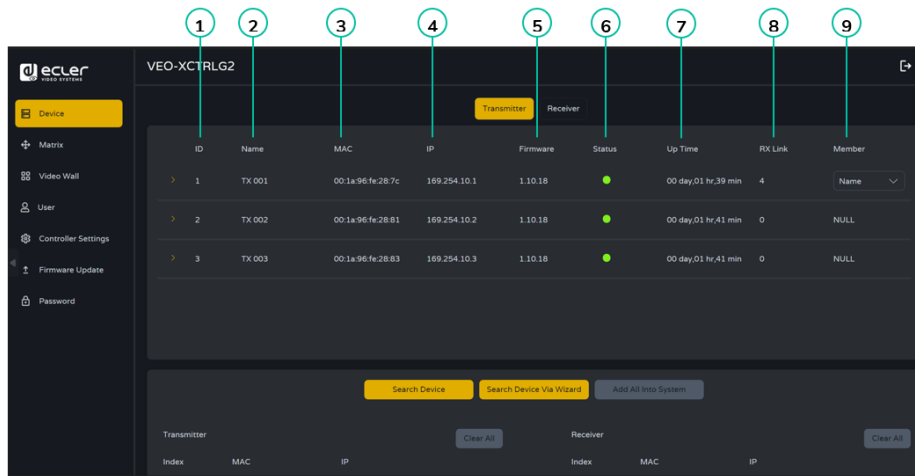 1 2 3 4 5 6 7 8 9
ecler
VIDEO SYSTEMS
VEO-XCTRLG2
Device
Matrix
Video Wall
User
Controller Settings
Firmware Update
Password
Transmitter Receiver
ID Name MAC IP Firmware Status Up Time RX Link Member
1 TX 001 00:1a:96:fe:28:7c 169.254.10.1 1.10.18 00 day,01 hr,39 min 4 Name
2 TX 002 00:1a:96:fe:28:81 169.254.10.2 1.10.18 00 day,01 hr,41 min 0 NULL
3 TX 003 00:1a:96:fe:28:83 169.254.10.3 1.10.18 00 day,01 hr,41 min 0 NULL
Search Device Search Device Via Wizard Add All Into System
Transmitter Clear All Receiver Clear All
Index MAC IP Index MAC IP